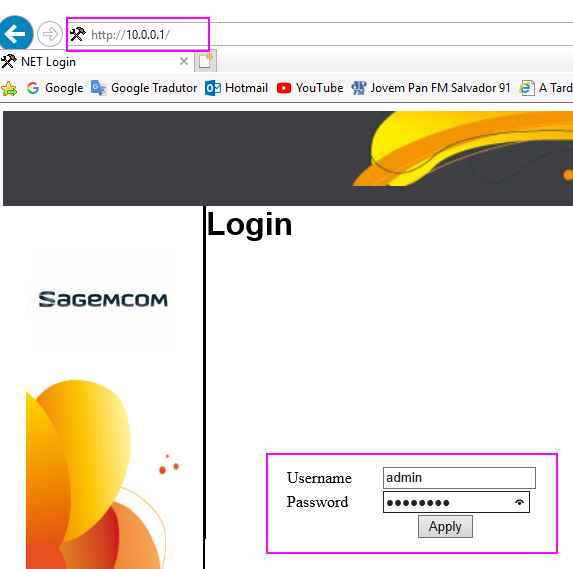 http://10.0.0.1/
NET Login
Google Google Tradutor Hotmail YouTube Jovem Pan FM Salvador 91 A Tard
Login
SAGEMCOM
Username admin
Password ••••••••
Apply